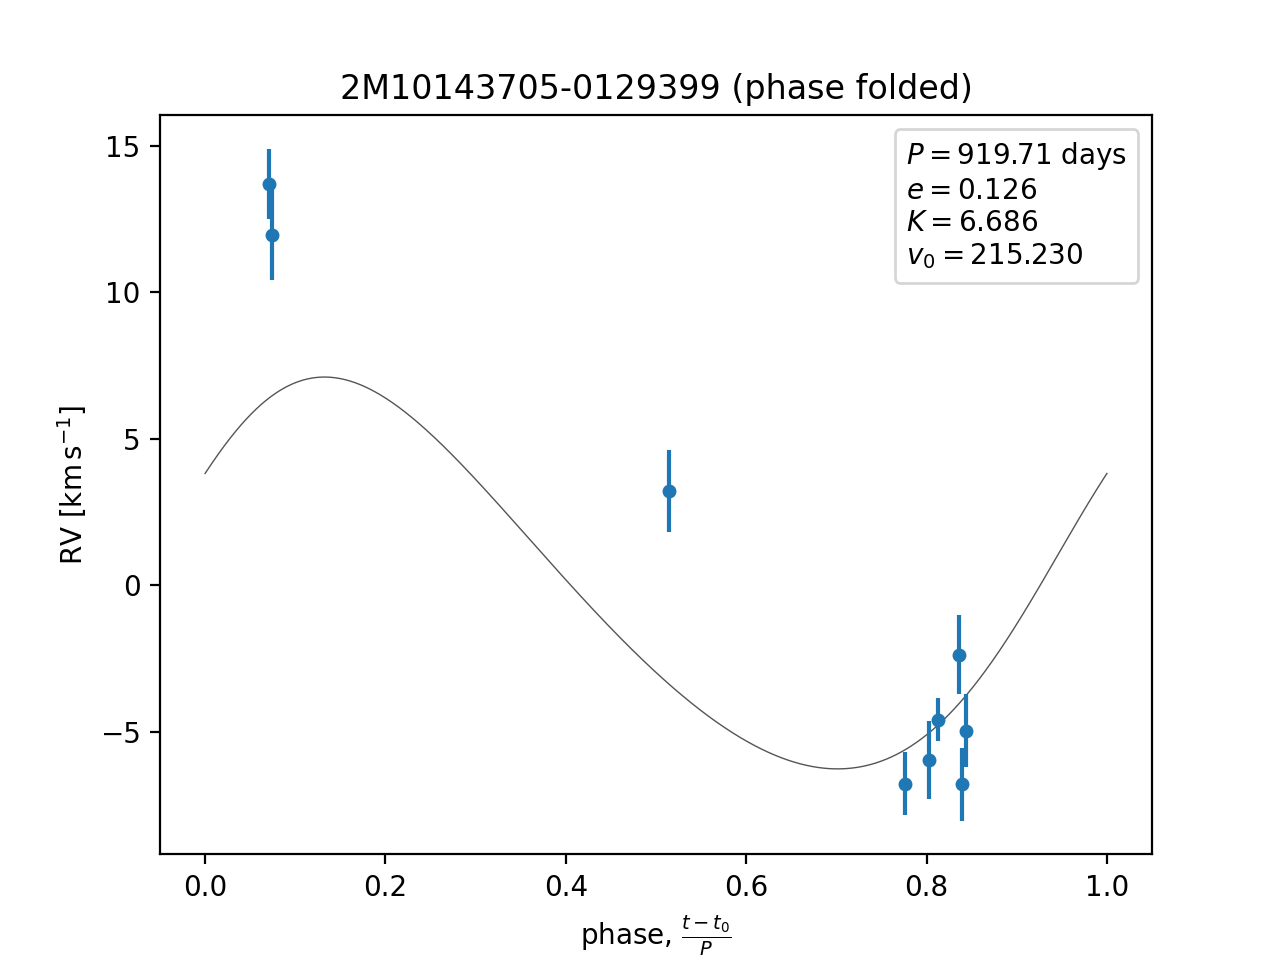 2M10143705-0129399 (phase folded)
P = 919.71 days
e = 0.126
K = 6.686
v₀ = 215.230
15
10
5
0
−5
RV [km s⁻¹]
0.0 0.2 0.4 0.6 0.8 1.0
phase, (t − t₀)/P